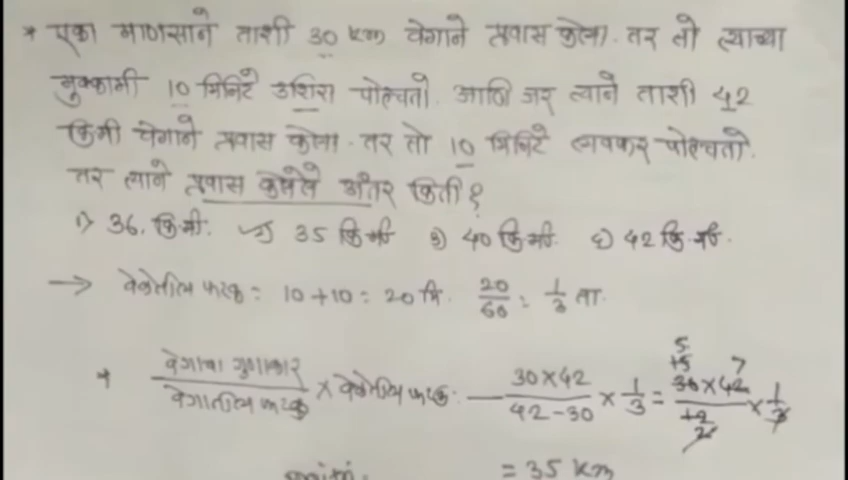 * एका माणसाने ताशी 30 km वेगाने प्रवास केला. तर तो त्याच्या
मुक्कामी 10 मिनिटे उशिरा पोहचतो. आणि जर त्याने ताशी 42
किमी वेगाने प्रवास केला. तर तो 10 मिनिटे लवकर पोहचतो.
तर त्याने प्रवास केलेले अंतर किती?
1) 36. कि.मी. 2) 35 कि.मी 3) 40 कि.मी. 4) 42 कि.मी.
→ वेळेतील फरक = 10 + 10 = 20 मि. 20/60 = 1/3 ता.
* वेगाचा गुणाकार/वेगातील फरक × वेळेतील फरक = 30×42/42-30 × 1/3 = 30×42/12 × 1/3
= 35 km